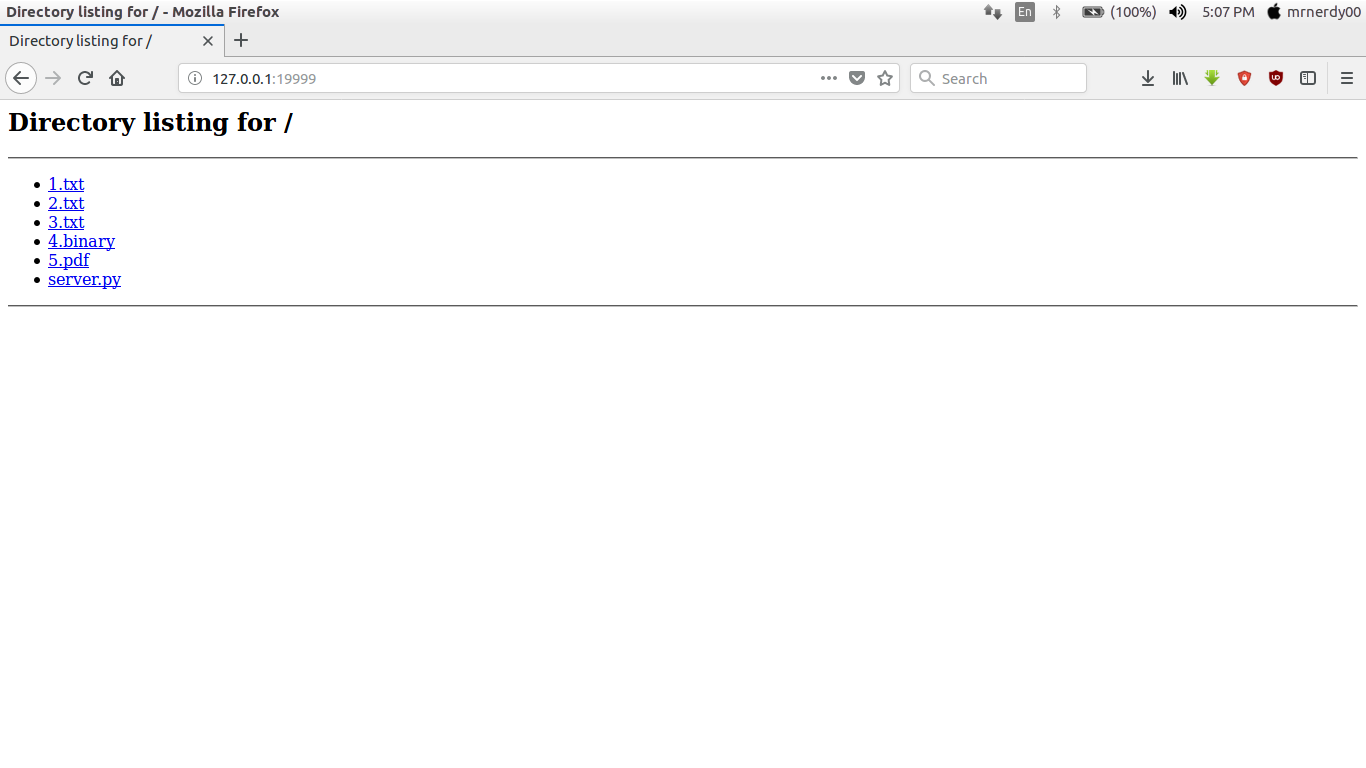 Directory listing for / - Mozilla Firefox
En
(100%)
5:07 PM
mrnerdy00
Directory listing for /
127.0.0.1:19999
Search
Directory listing for /
1.txt
2.txt
3.txt
4.binary
5.pdf
server.py